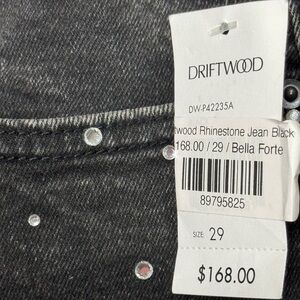 DRIFTWOOD
DW-P42235A
twood Rhinestone Jean Black
168.00 / 29 / Bella Forte
89795825
SIZE: 29
$168.00